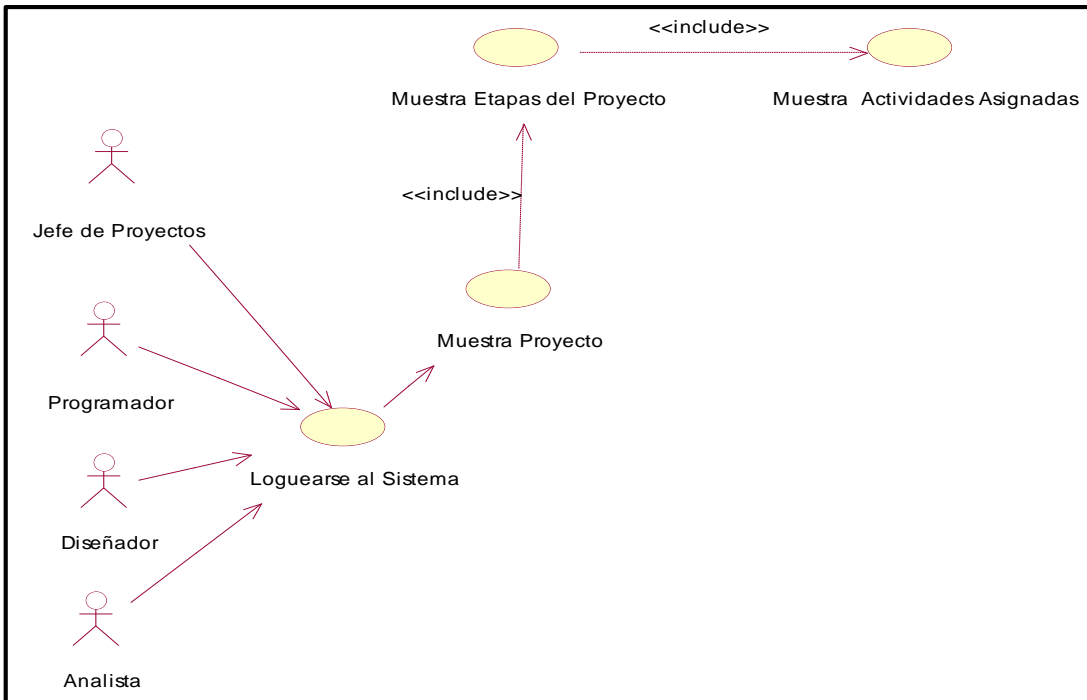 <<include>>
Muestra Etapas del Proyecto
Muestra Actividades Asignadas
<<include>>
Jefe de Proyectos
Muestra Proyecto
Programador
Loguearse al Sistema
Diseñador
Analista